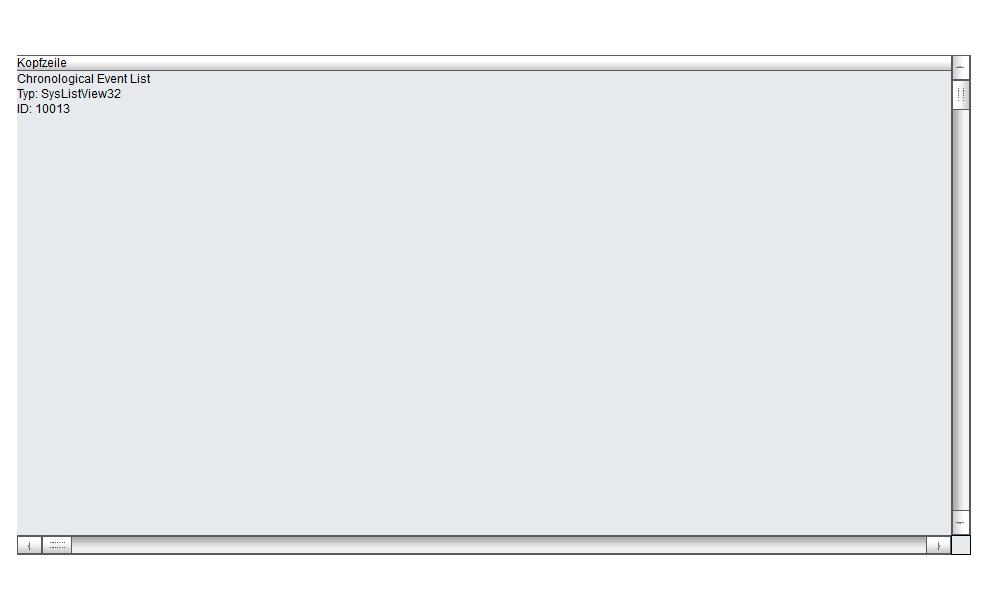 Kopfzeile
Chronological Event List
Typ: SysListView32
ID: 10013